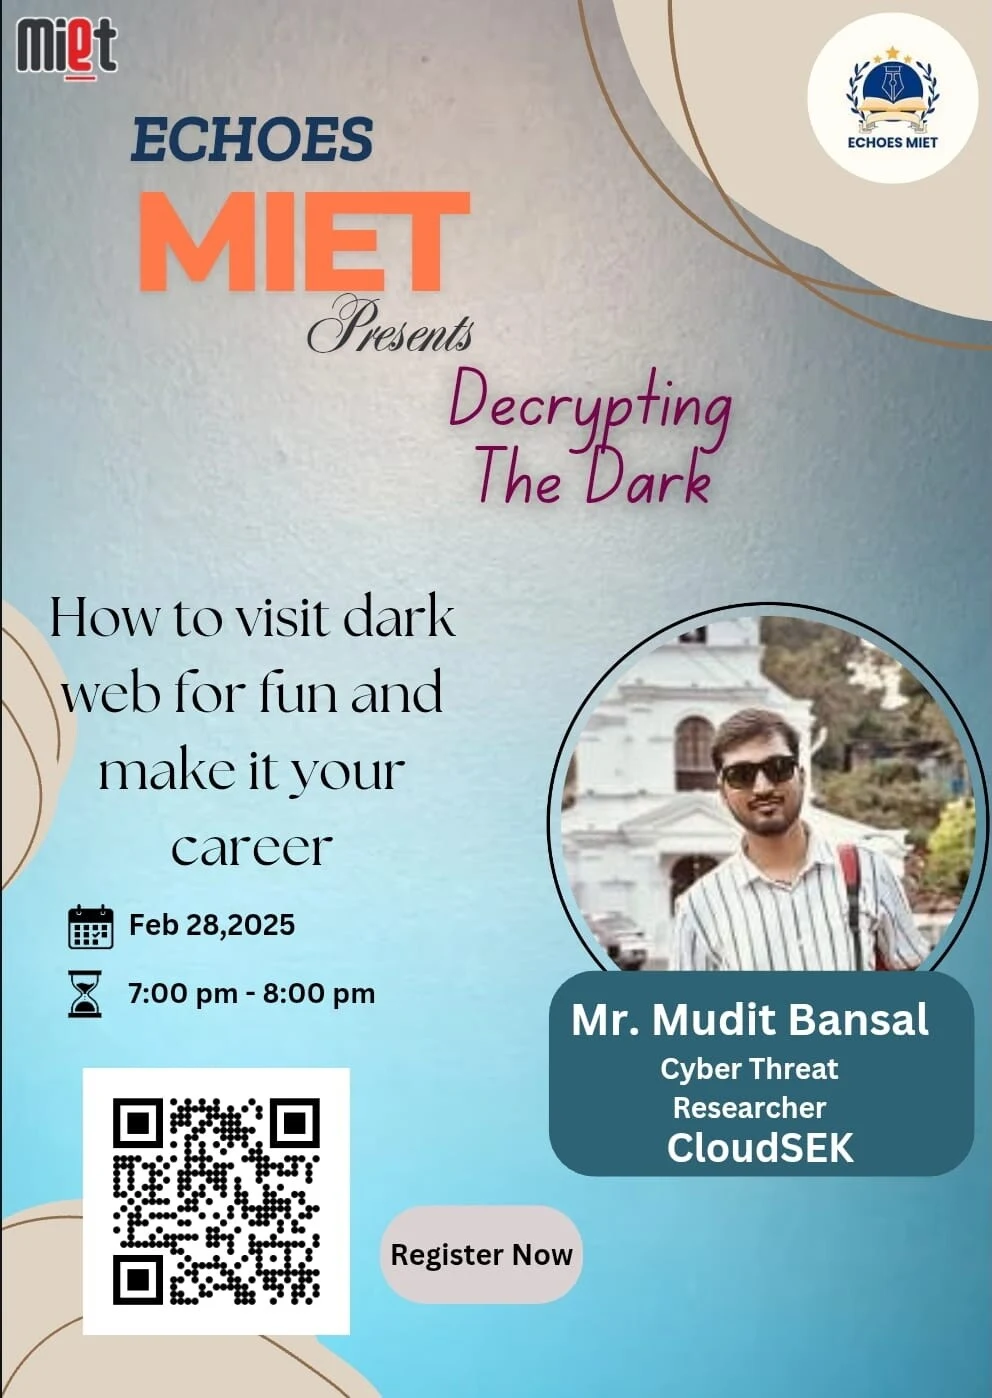 miet
ECHOES MIET
ECHOES
MIET
Presents
Decrypting
The Dark
How to visit dark
web for fun and
make it your
career
Feb 28,2025
7:00 pm - 8:00 pm
Mr. Mudit Bansal
Cyber Threat
Researcher
CloudSEK
Register Now